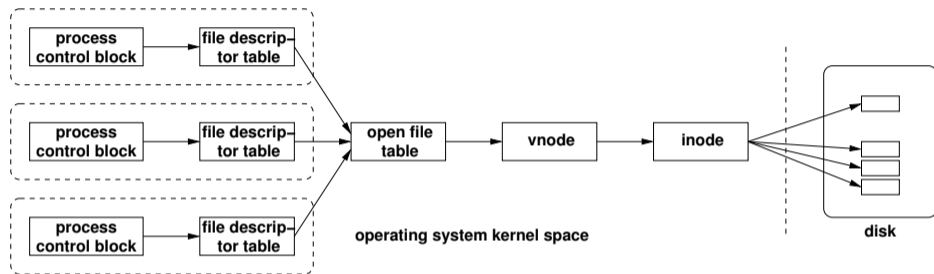 process
control block
file descrip-
tor table
process
control block
file descrip-
tor table
open file
table
vnode
inode
process
control block
file descrip-
tor table
operating system kernel space
disk